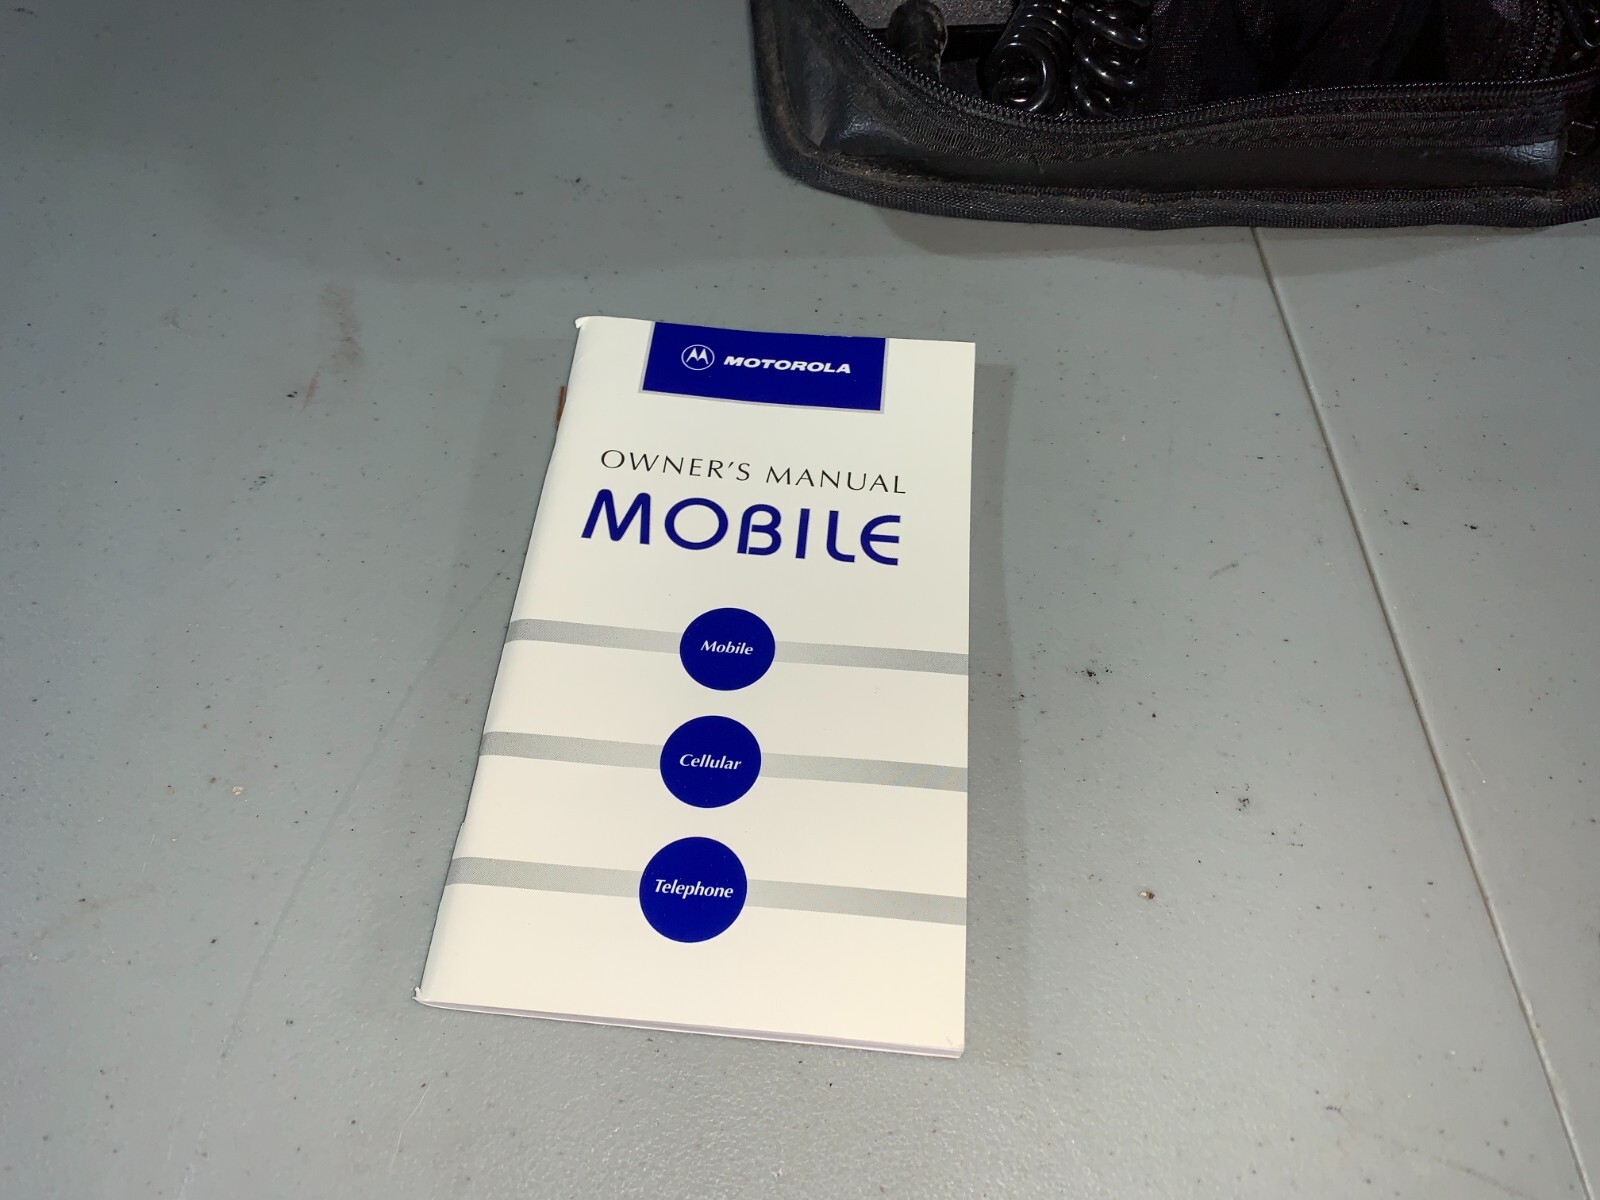 MOTOROLA
OWNER'S MANUAL
MOBILE
Mobile
Cellular
Telephone